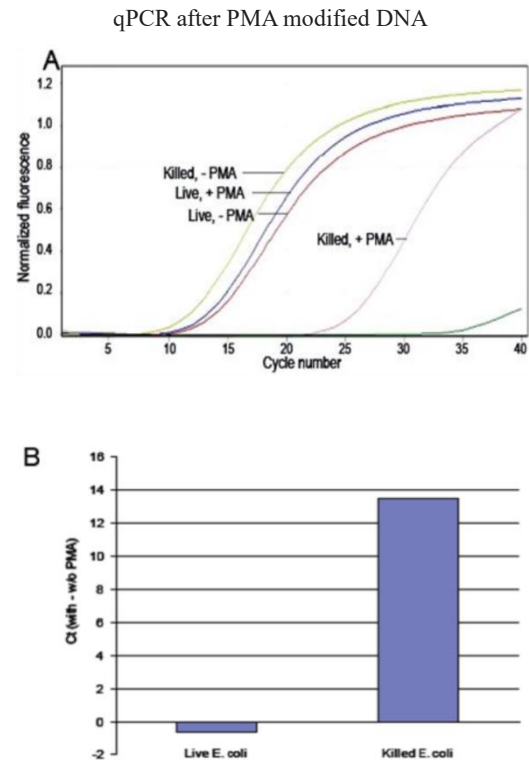 qPCR after PMA modified DNA
A
Normalized fluorescence
1.2
1.0
0.8
0.6
0.4
0.2
0.0
Killed, - PMA
Live, + PMA
Live, - PMA
Killed, + PMA
5 10 15 20 25 30 35 40
Cycle number
B
Ct (with - w/o PMA)
16
14
12
10
8
6
4
2
0
-2
Live E. coli Killed E. coli